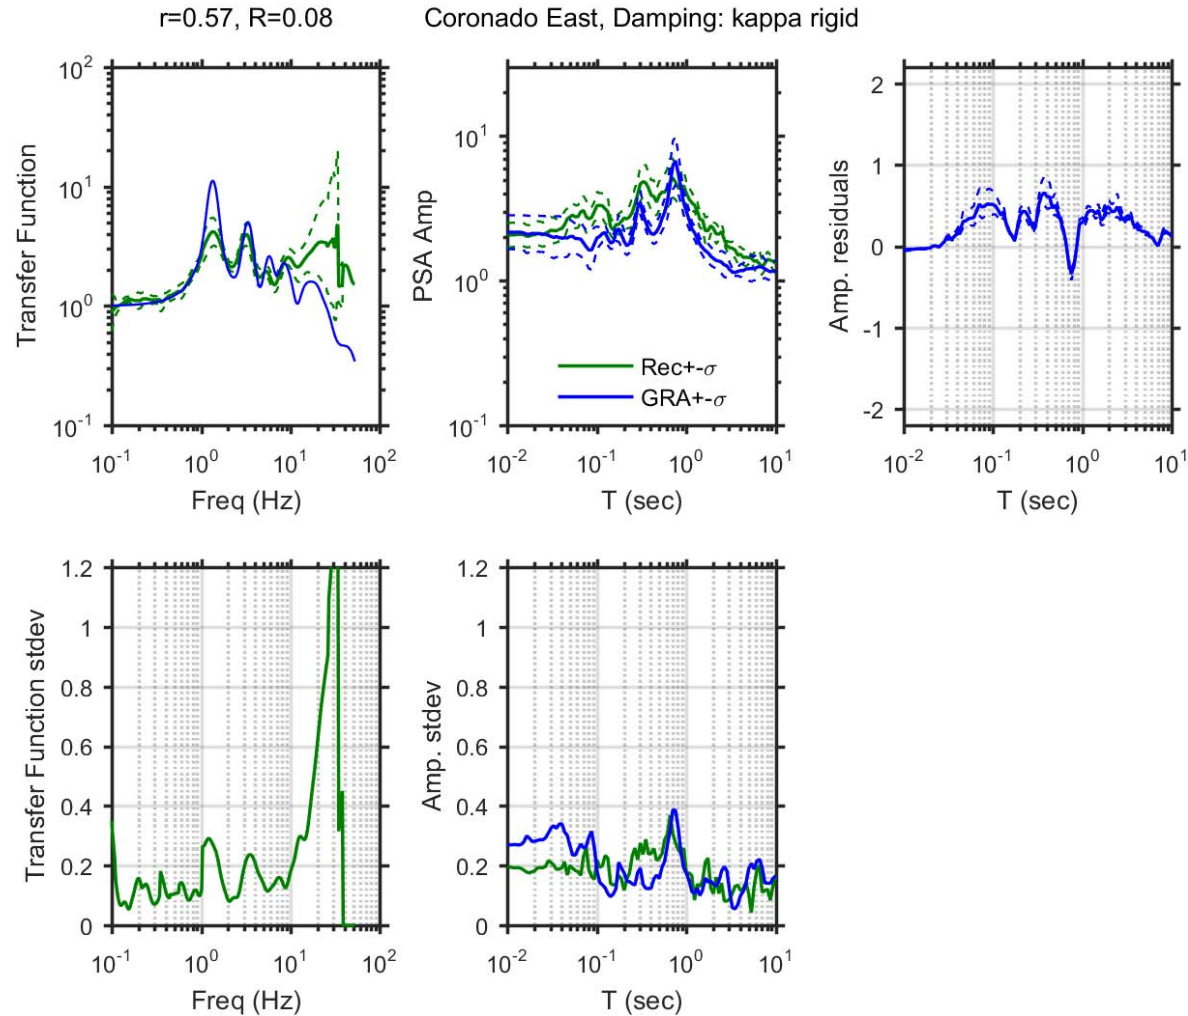 r=0.57, R=0.08
Coronado East, Damping: kappa rigid
Transfer Function
10^2
10^1
10^0
10^-1
10^-1 10^0 10^1 10^2
Freq (Hz)
PSA Amp
10^1
10^0
10^-1
Rec+-σ
GRA+-σ
10^-2 10^-1 10^0 10^1
T (sec)
Amp. residuals
2
1
0
-1
-2
10^-2 10^-1 10^0 10^1
T (sec)
Transfer Function stdev
1.2
1
0.8
0.6
0.4
0.2
0
10^-1 10^0 10^1 10^2
Freq (Hz)
Amp. stdev
1.2
1
0.8
0.6
0.4
0.2
0
10^-2 10^-1 10^0 10^1
T (sec)